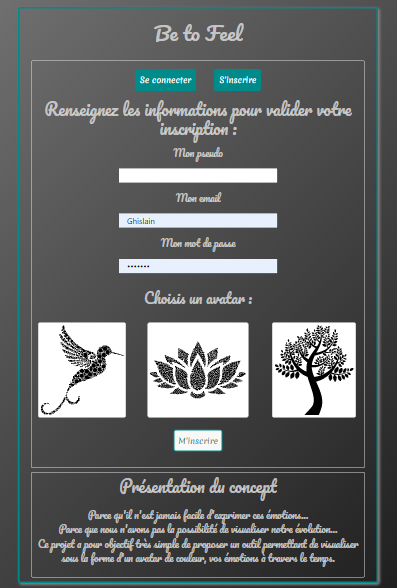 Be to Feel
Se connecter
S'inscrire
Renseignez les informations pour valider votre
inscription :
Mon pseudo
Mon email
Ghislain
Mon mot de passe
•••••••
Choisis un avatar :
M'inscrire
Présentation du concept
Parce qu'il n'est jamais facile d'exprimer ces émotions...
Parce que nous n'avons pas la possibilité de visualiser notre évolution...
Ce projet a pour objectif très simple de proposer un outil permettant de visualiser
sous la forme d'un avatar de couleur, vos émotions à travers le temps.